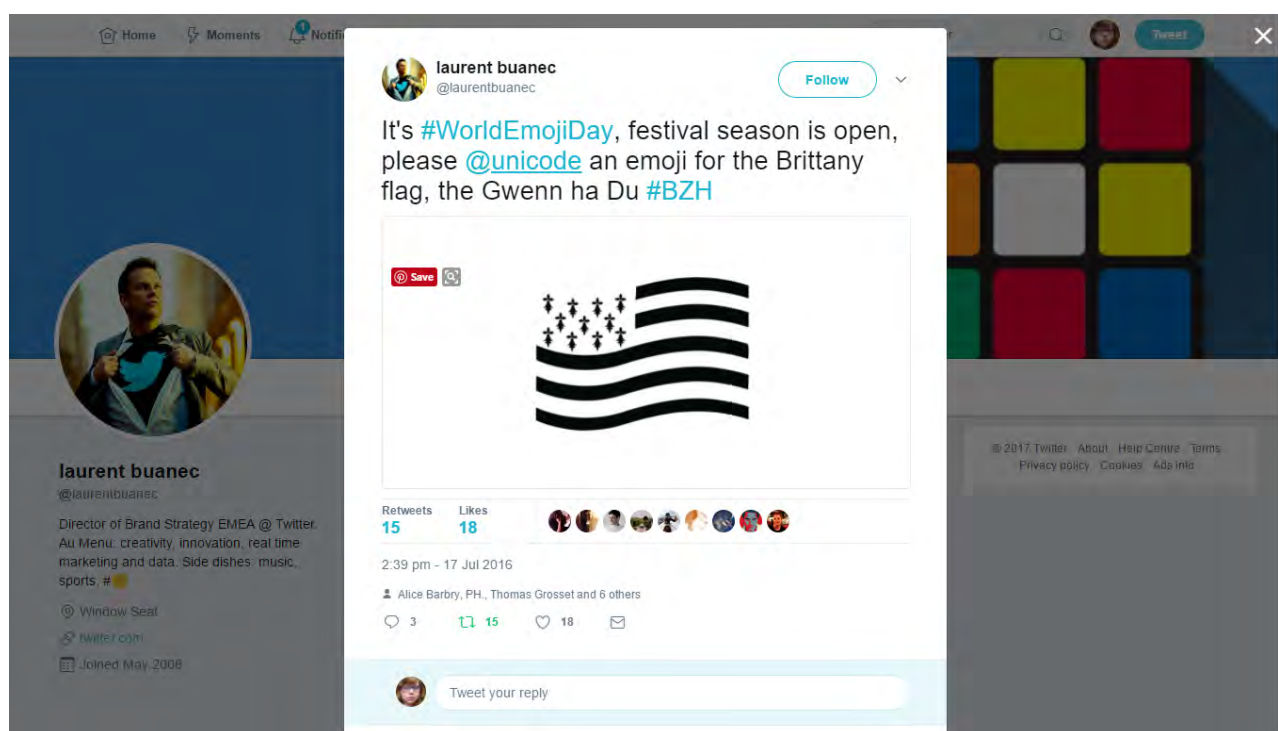 Home
Moments
1
Notifi
Tweet
laurent buanec
@laurentbuanec
Follow
It's #WorldEmojiDay, festival season is open,
please @unicode an emoji for the Brittany
flag, the Gwenn ha Du #BZH
Save
Retweets
15
Likes
18
2:39 pm - 17 Jul 2016
Alice Barbry, PH., Thomas Grosset and 6 others
3
15
18
Tweet your reply
laurent buanec
@laurentbuanec
Director of Brand Strategy EMEA @ Twitter.
Au Menu: creativity, innovation, real time
marketing and data. Side dishes: music,
sports, #
Window Seat
twitter.com
Joined May 2008
© 2017 Twitter About Help Centre Terms
Privacy policy Cookies Ads info